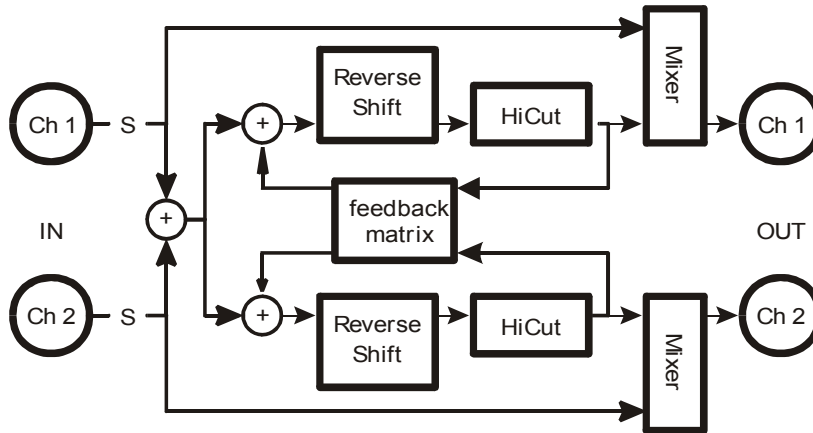 Reverse
Shift
HiCut
Mixer
Ch 1
S
+
Ch 1
feedback
matrix
IN
+
OUT
Ch 2
S
+
Reverse
Shift
HiCut
Mixer
Ch 2